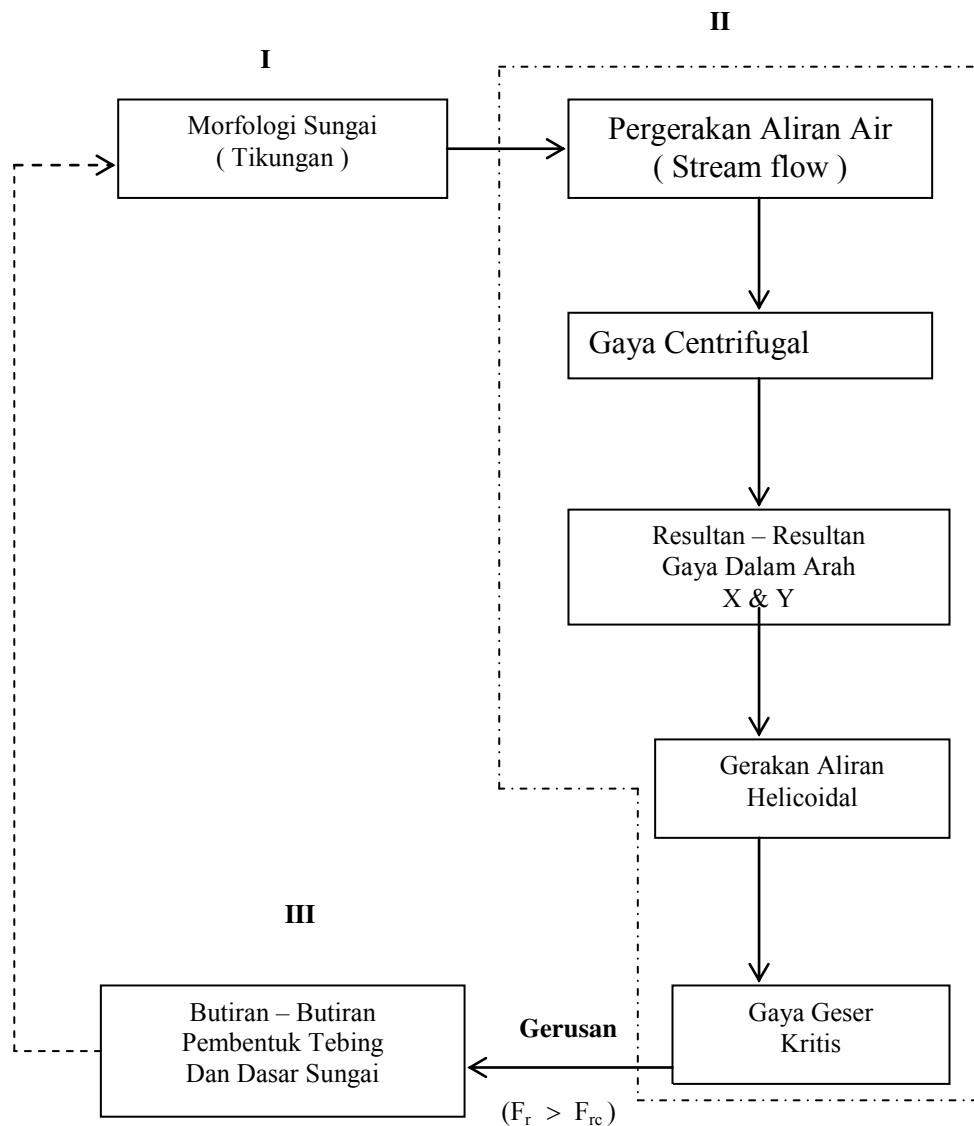 II
I
Morfologi Sungai
( Tikungan )
Pergerakan Aliran Air
( Stream flow )
Gaya Centrifugal
Resultan – Resultan
Gaya Dalam Arah
X & Y
Gerakan Aliran
Helicoidal
III
Butiran – Butiran
Pembentuk Tebing
Dan Dasar Sungai
Gerusan
(Fr > Frc)
Gaya Geser
Kritis